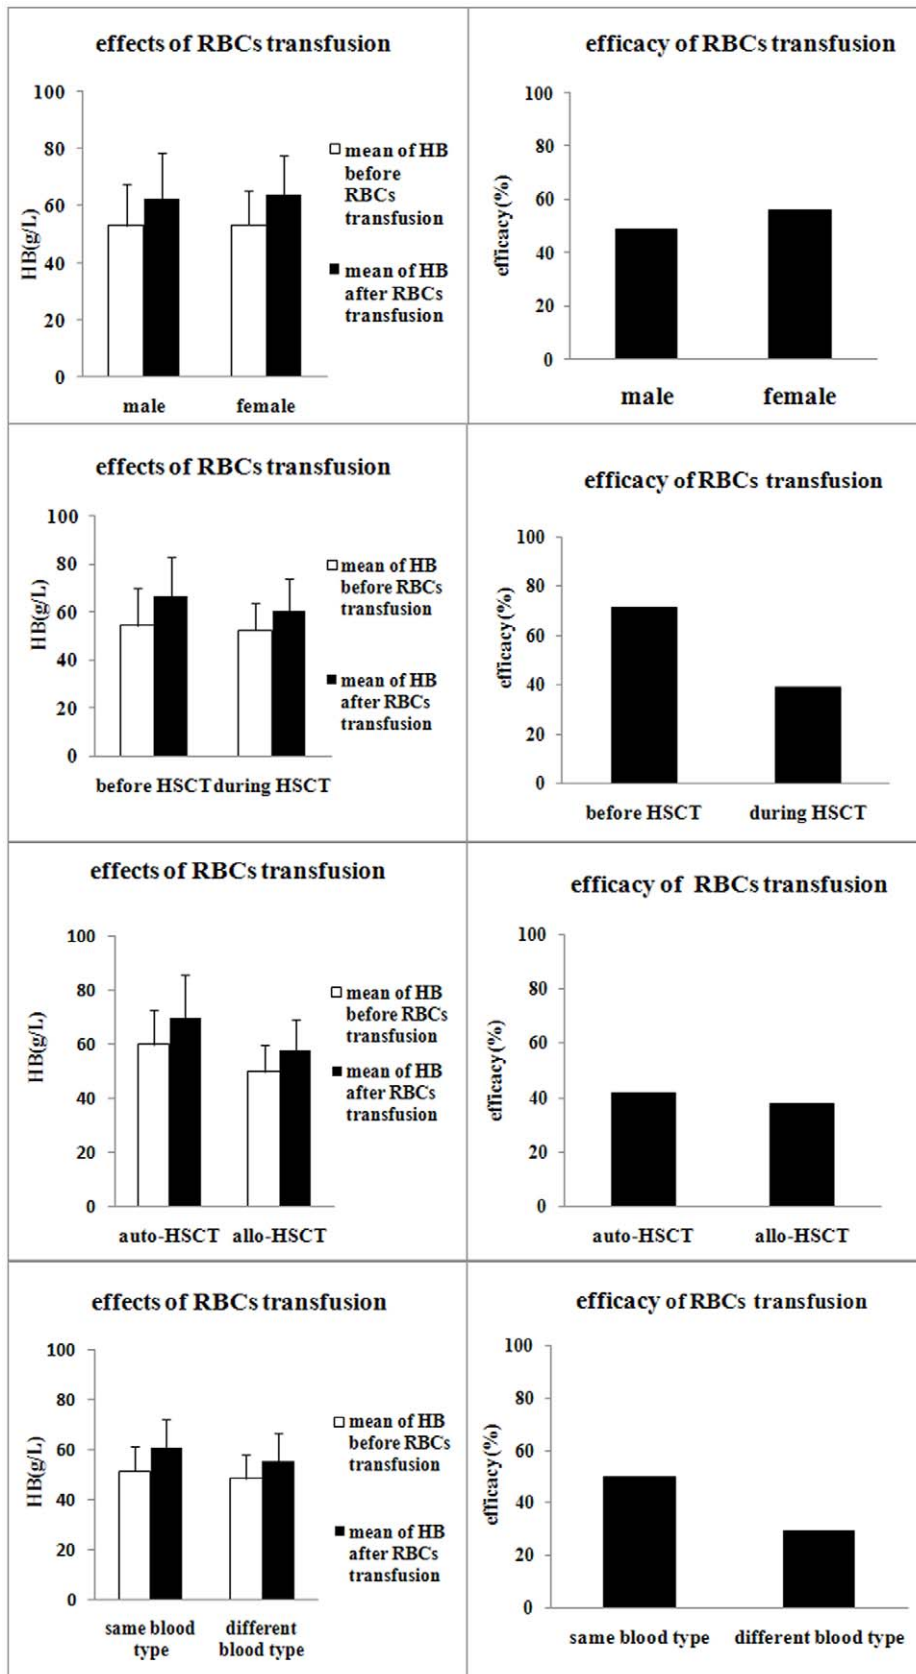 effects of RBCs transfusion
HB(g/L)
100
80
60
40
20
0
male female
mean of HB
before
RBCs
transfusion
mean of HB
after RBCs
transfusion
efficacy of RBCs transfusion
efficacy(%)
100
80
60
40
20
0
male female
effects of RBCs transfusion
HB(g/L)
100
80
60
40
20
0
before HSCT during HSCT
mean of HB
before RBCs
transfusion
mean of HB
after RBCs
transfusion
efficacy of RBCs transfusion
efficacy(%)
100
80
60
40
20
0
before HSCT during HSCT
effects of RBCs transfusion
HB(g/L)
100
80
60
40
20
0
auto-HSCT allo-HSCT
mean of HB
before RBCs
transfusion
mean of HB
after RBCs
transfusion
efficacy of RBCs transfusion
efficacy(%)
100
80
60
40
20
0
auto-HSCT allo-HSCT
effects of RBCs transfusion
HB(g/L)
100
80
60
40
20
0
same blood
type
different
blood type
mean of HB
before RBCs
transfusion
mean of HB
after RBCs
transfusion
efficacy of RBCs transfusion
efficacy(%)
100
80
60
40
20
0
same blood type different blood type